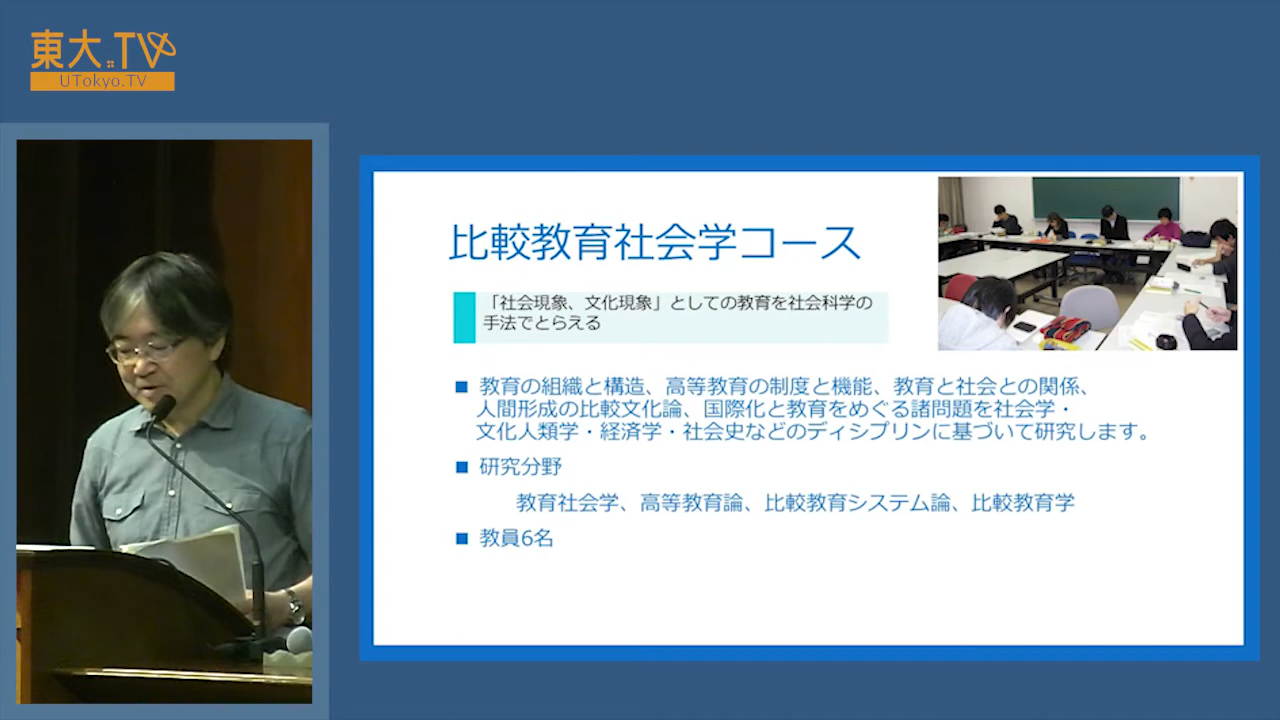 東大.TV
UTokyo.TV
比較教育社会学コース
「社会現象、文化現象」としての教育を社会科学の
手法でとらえる
■ 教育の組織と構造、高等教育の制度と機能、教育と社会との関係、
人間形成の比較文化論、国際化と教育をめぐる諸問題を社会学・
文化人類学・経済学・社会史などのディシプリンに基づいて研究します。
■ 研究分野
教育社会学、高等教育論、比較教育システム論、比較教育学
■ 教員6名